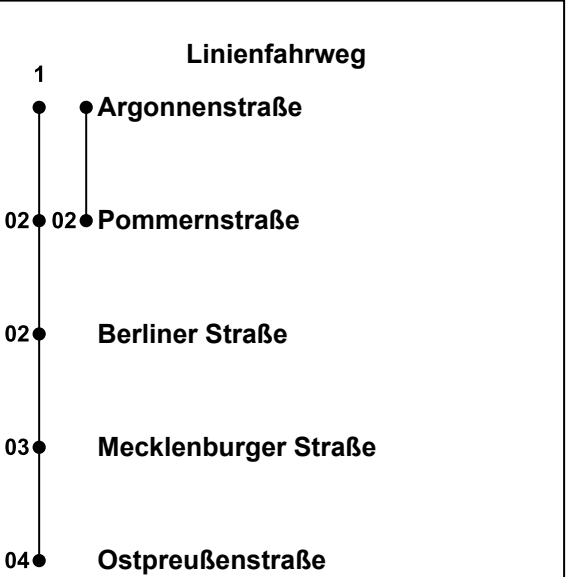 Linienfahrweg
1
Argonnenstraße
02 02 Pommernstraße
02 Berliner Straße
03 Mecklenburger Straße
04 Ostpreußenstraße